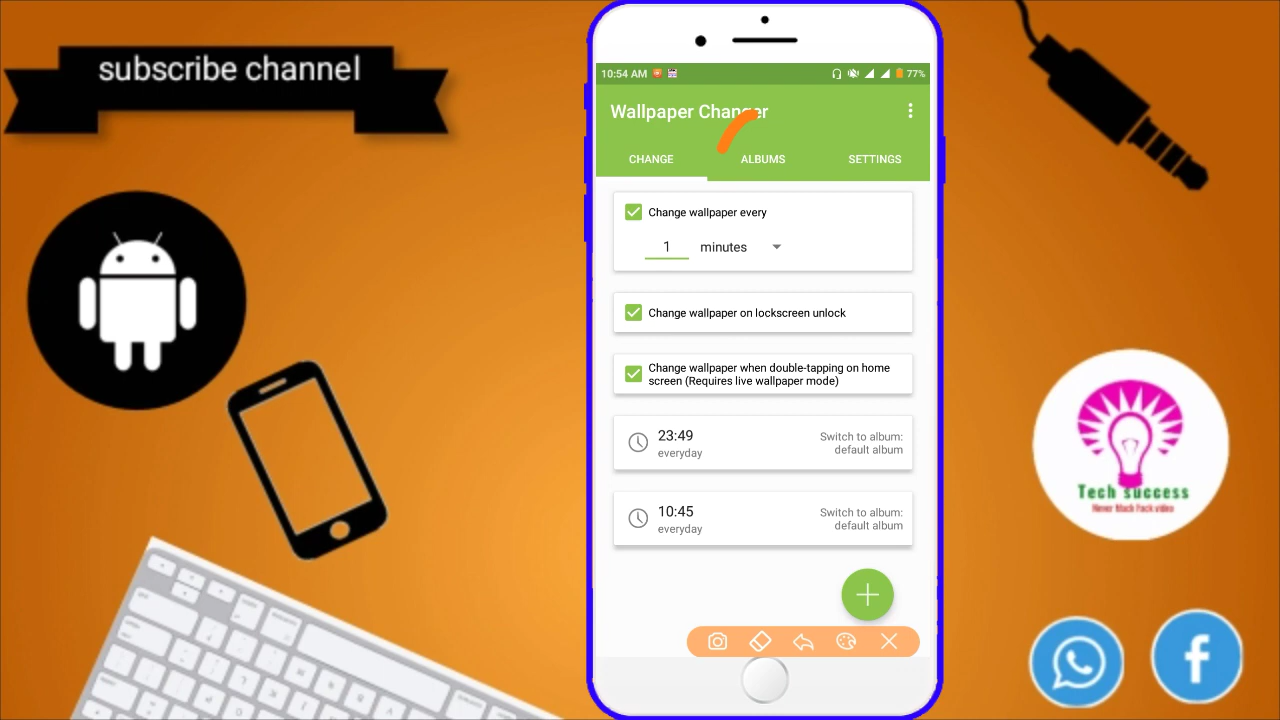 subscribe channel
10:54 AM
77%
Wallpaper Changer
CHANGE
ALBUMS
SETTINGS
Change wallpaper every
1 minutes
Change wallpaper on lockscreen unlock
Change wallpaper when double-tapping on home
screen (Requires live wallpaper mode)
23:49
everyday
Switch to album:
default album
10:45
everyday
Switch to album:
default album
Tech success